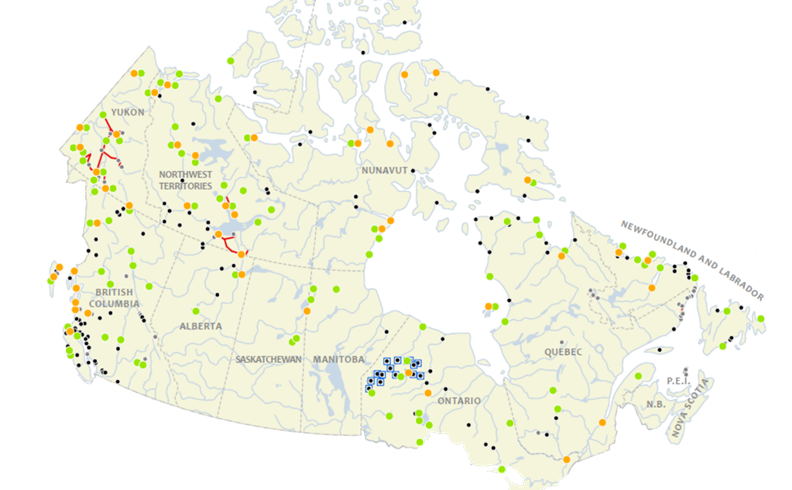 YUKON
NORTHWEST
TERRITORIES
NUNAVUT
NEWFOUNDLAND AND LABRADOR
BRITISH
COLUMBIA
ALBERTA
SASKATCHEWAN
MANITOBA
ONTARIO
QUÉBEC
P.E.I.
N.B.
NOVA SCOTIA